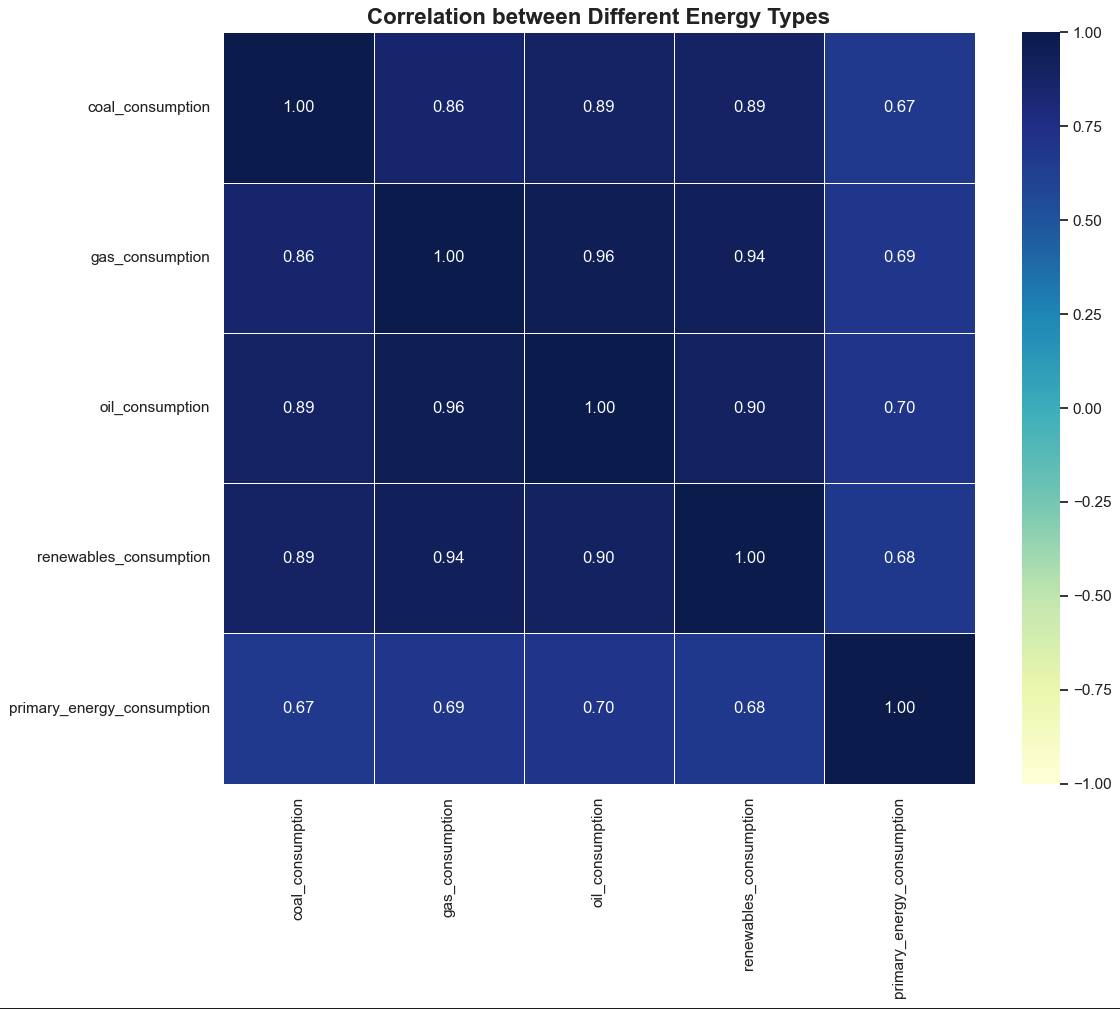 Correlation between Different Energy Types
coal_consumption 1.00 0.86 0.89 0.89 0.67
gas_consumption 0.86 1.00 0.96 0.94 0.69
oil_consumption 0.89 0.96 1.00 0.90 0.70
renewables_consumption 0.89 0.94 0.90 1.00 0.68
primary_energy_consumption 0.67 0.69 0.70 0.68 1.00
coal_consumption
gas_consumption
oil_consumption
renewables_consumption
primary_energy_consumption
1.00
0.75
0.50
0.25
0.00
−0.25
−0.50
−0.75
−1.00